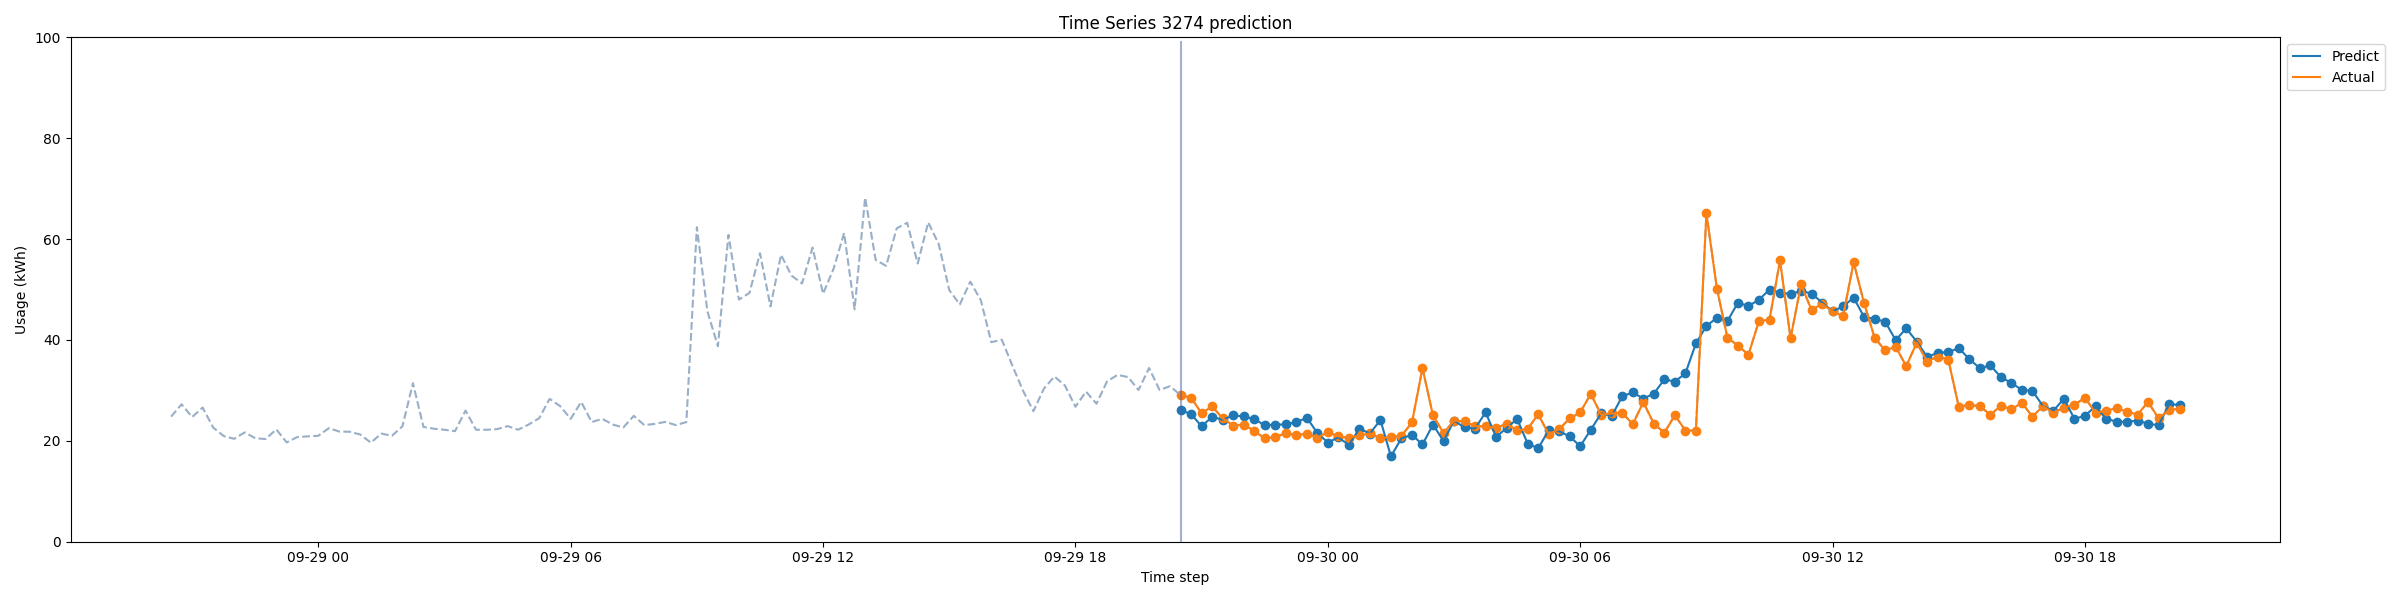 Time Series 3274 prediction
100
80
60
40
20
0
Usage (kWh)
09-29 00
09-29 06
09-29 12
09-29 18
09-30 00
09-30 06
09-30 12
09-30 18
Time step
Predict
Actual